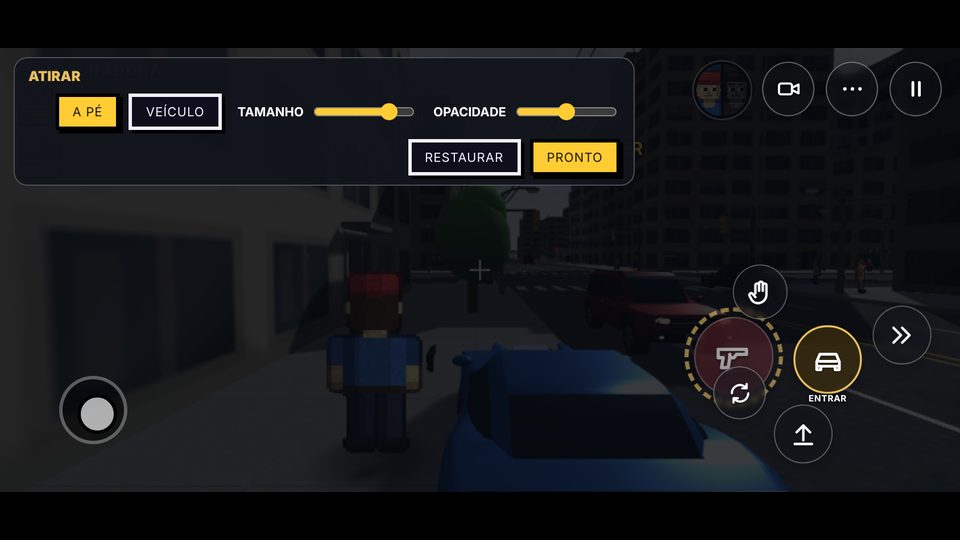 ATIRAR
A PÉ
VEÍCULO
TAMANHO
OPACIDADE
RESTAURAR
PRONTO
ENTRAR